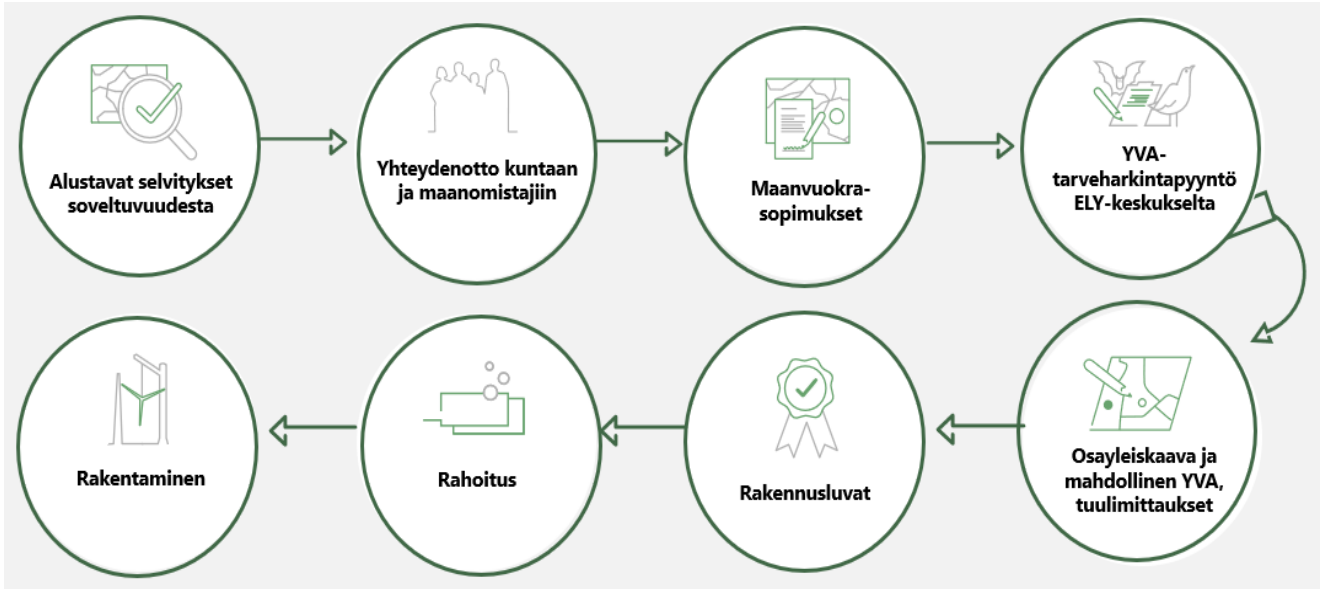 Alustavat selvitykset
soveltuvuudesta
Yhteydenotto kuntaan
ja maanomistajiin
Maanvuokra-
sopimukset
YVA-
tarveharkintapyyntö
ELY-keskukselta
Osayleiskaava ja
mahdollinen YVA,
tuulimittaukset
Rakennusluvat
Rahoitus
Rakentaminen